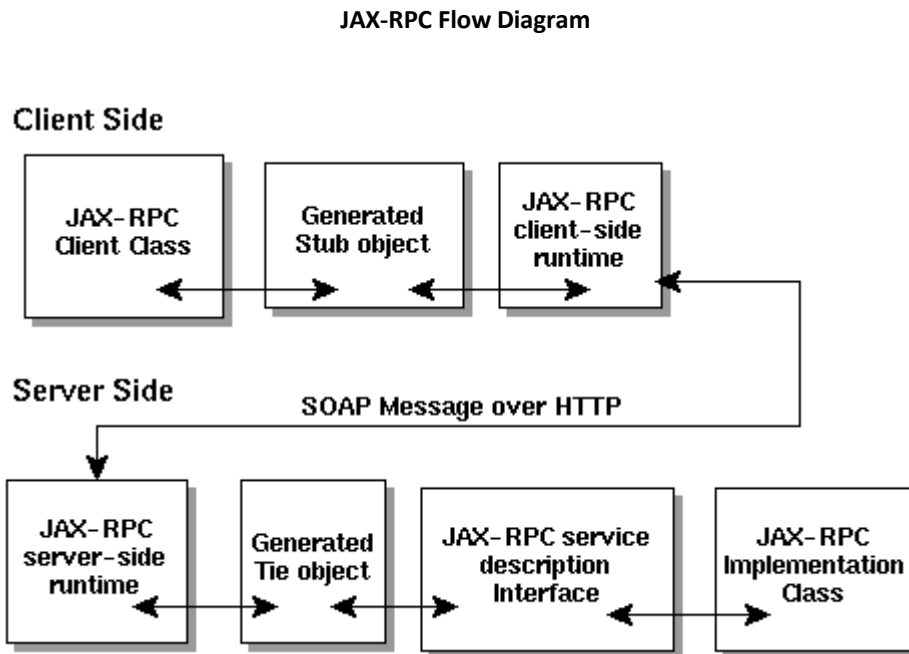 JAX-RPC Flow Diagram
Client Side
JAX-RPC
Client Class
Generated
Stub object
JAX-RPC
client-side
runtime
Server Side
SOAP Message over HTTP
JAX-RPC
server-side
runtime
Generated
Tie object
JAX-RPC service
description
Interface
JAX-RPC
Implementation
Class